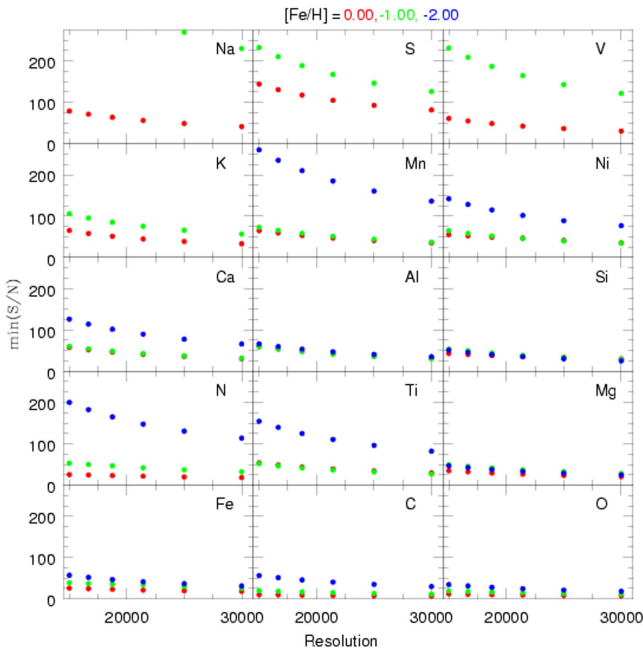 [Fe/H] = 0.00,-1.00, -2.00
Na S V
200
100
0
K Mn Ni
200
100
0
Ca Al Si
200
100
0
N Ti Mg
200
100
0
Fe C O
200
100
0
min(S/N)
20000 30000 20000 30000 20000 30000
Resolution